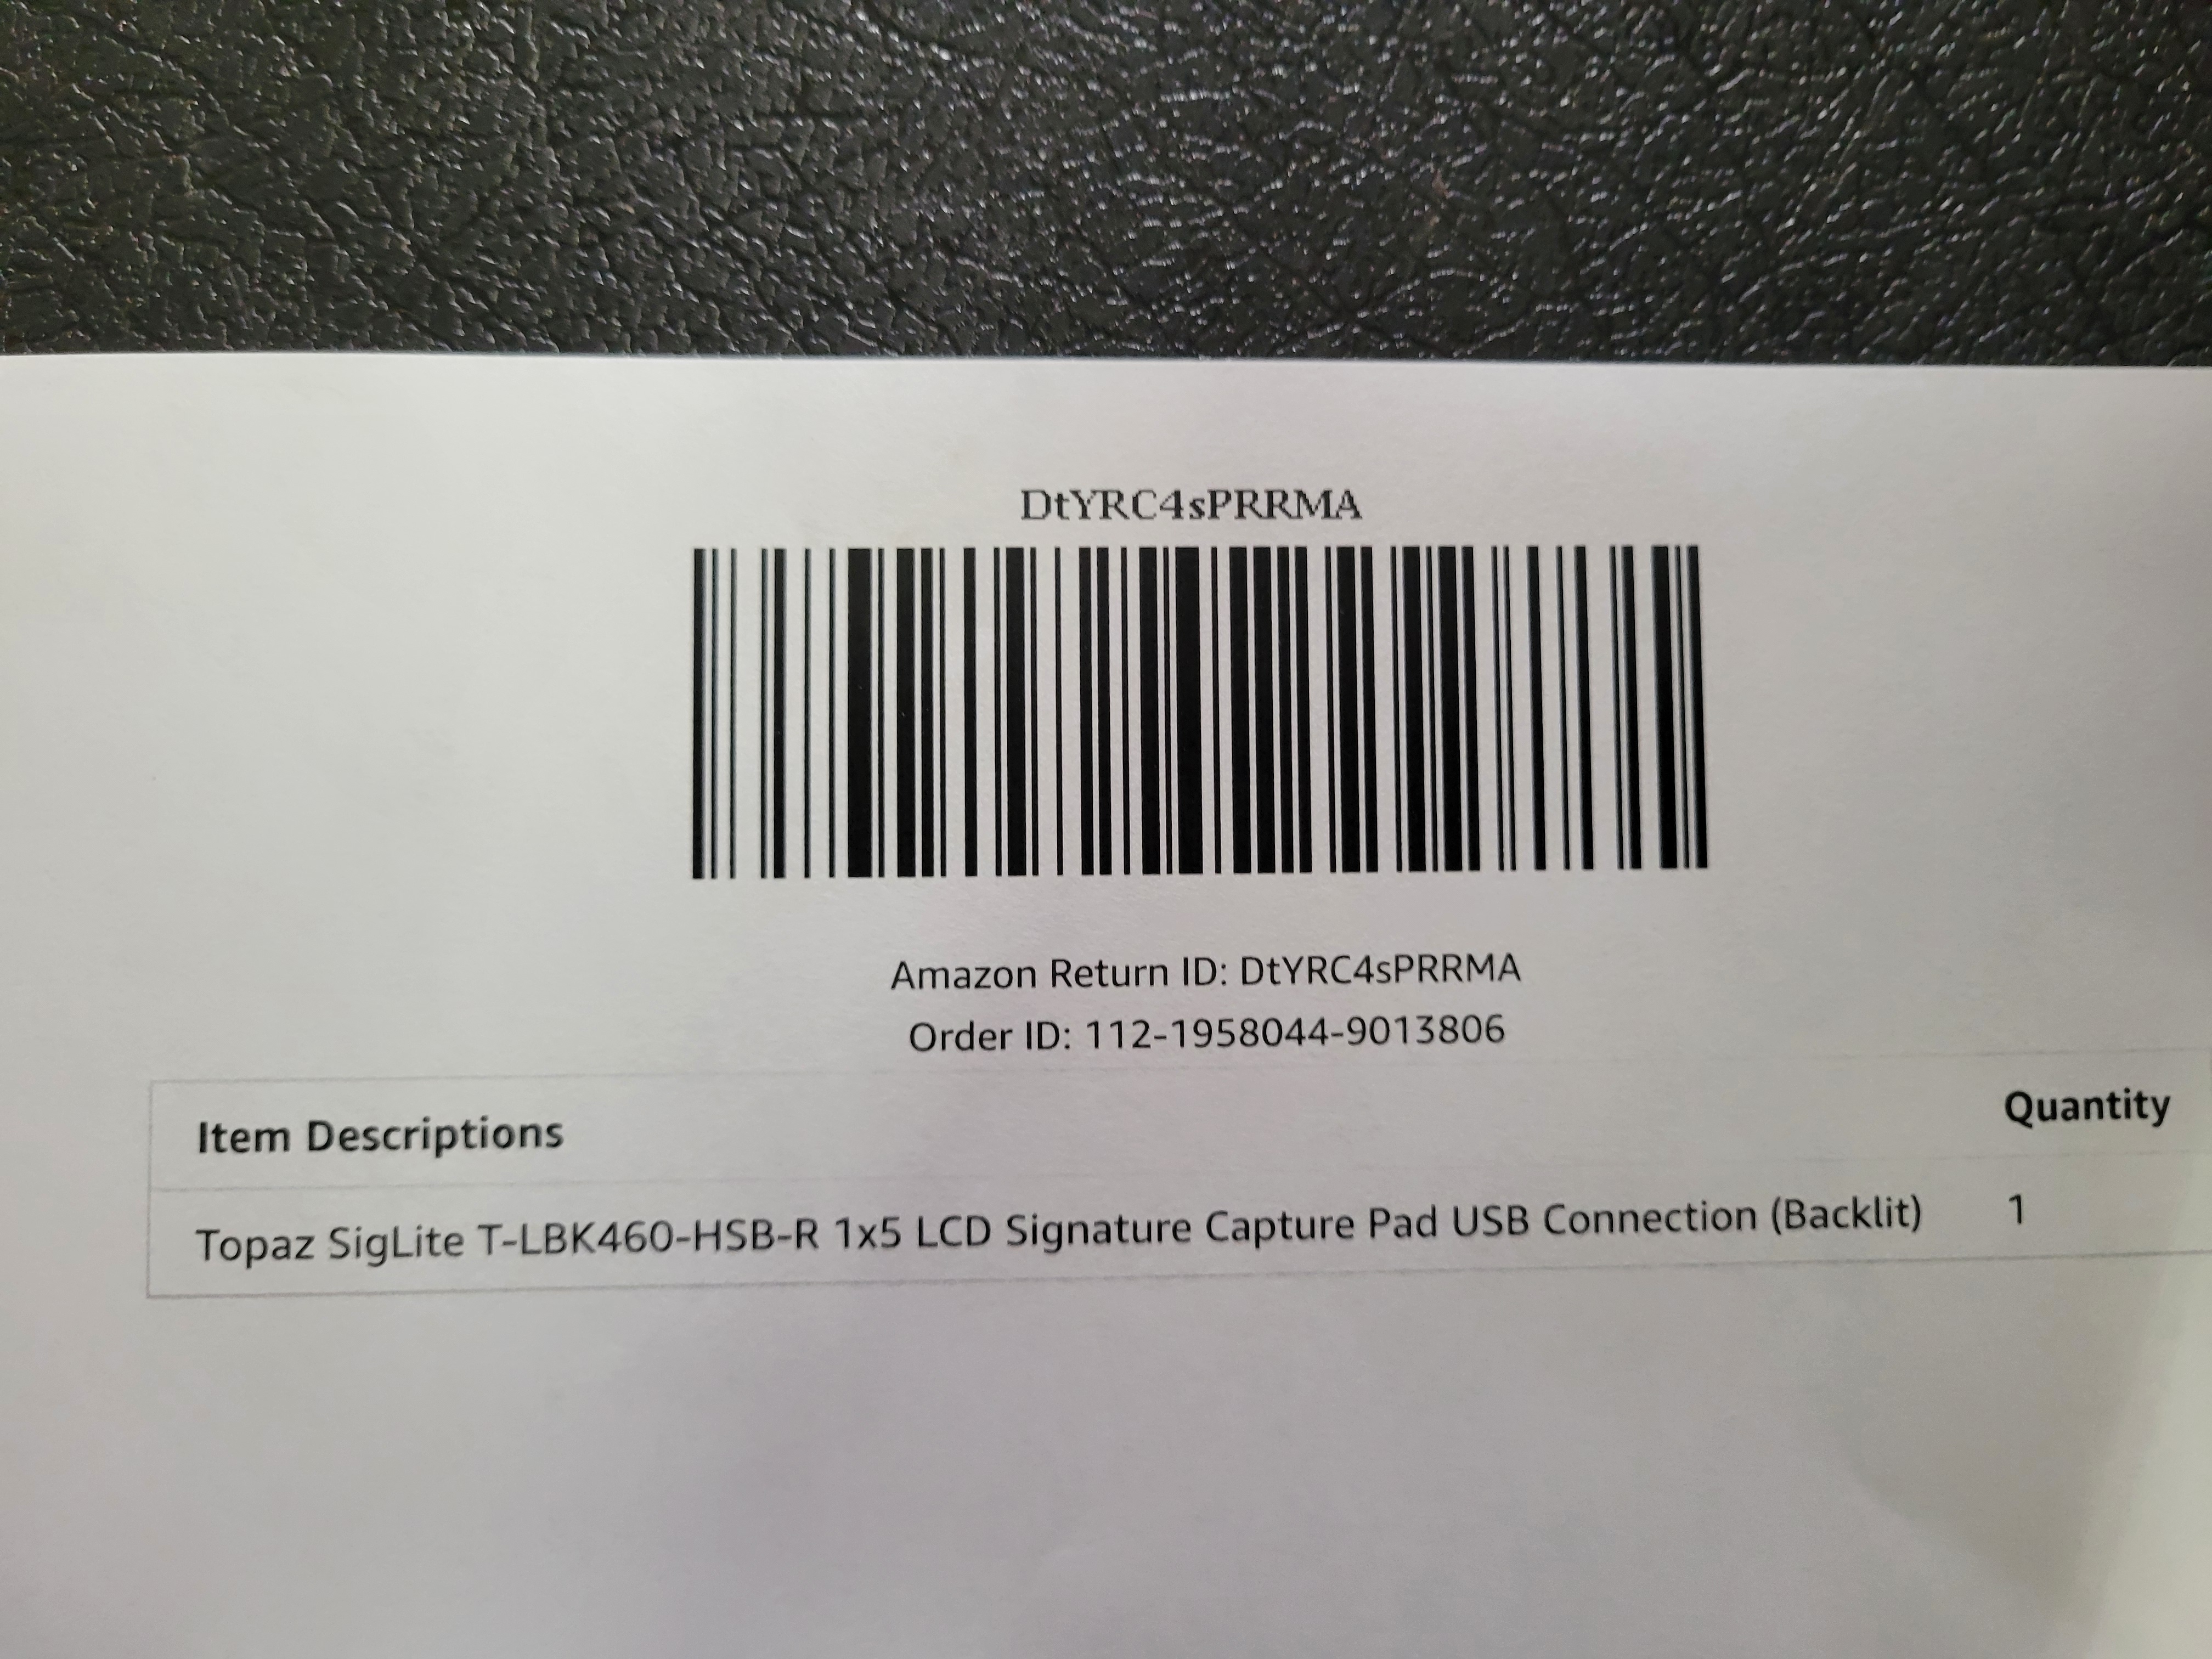 DtYRC4sPRRMA
Amazon Return ID: DtYRC4sPRRMA
Order ID: 112-1958044-9013806
Item Descriptions Quantity
Topaz SigLite T-LBK460-HSB-R 1x5 LCD Signature Capture Pad USB Connection (Backlit) 1